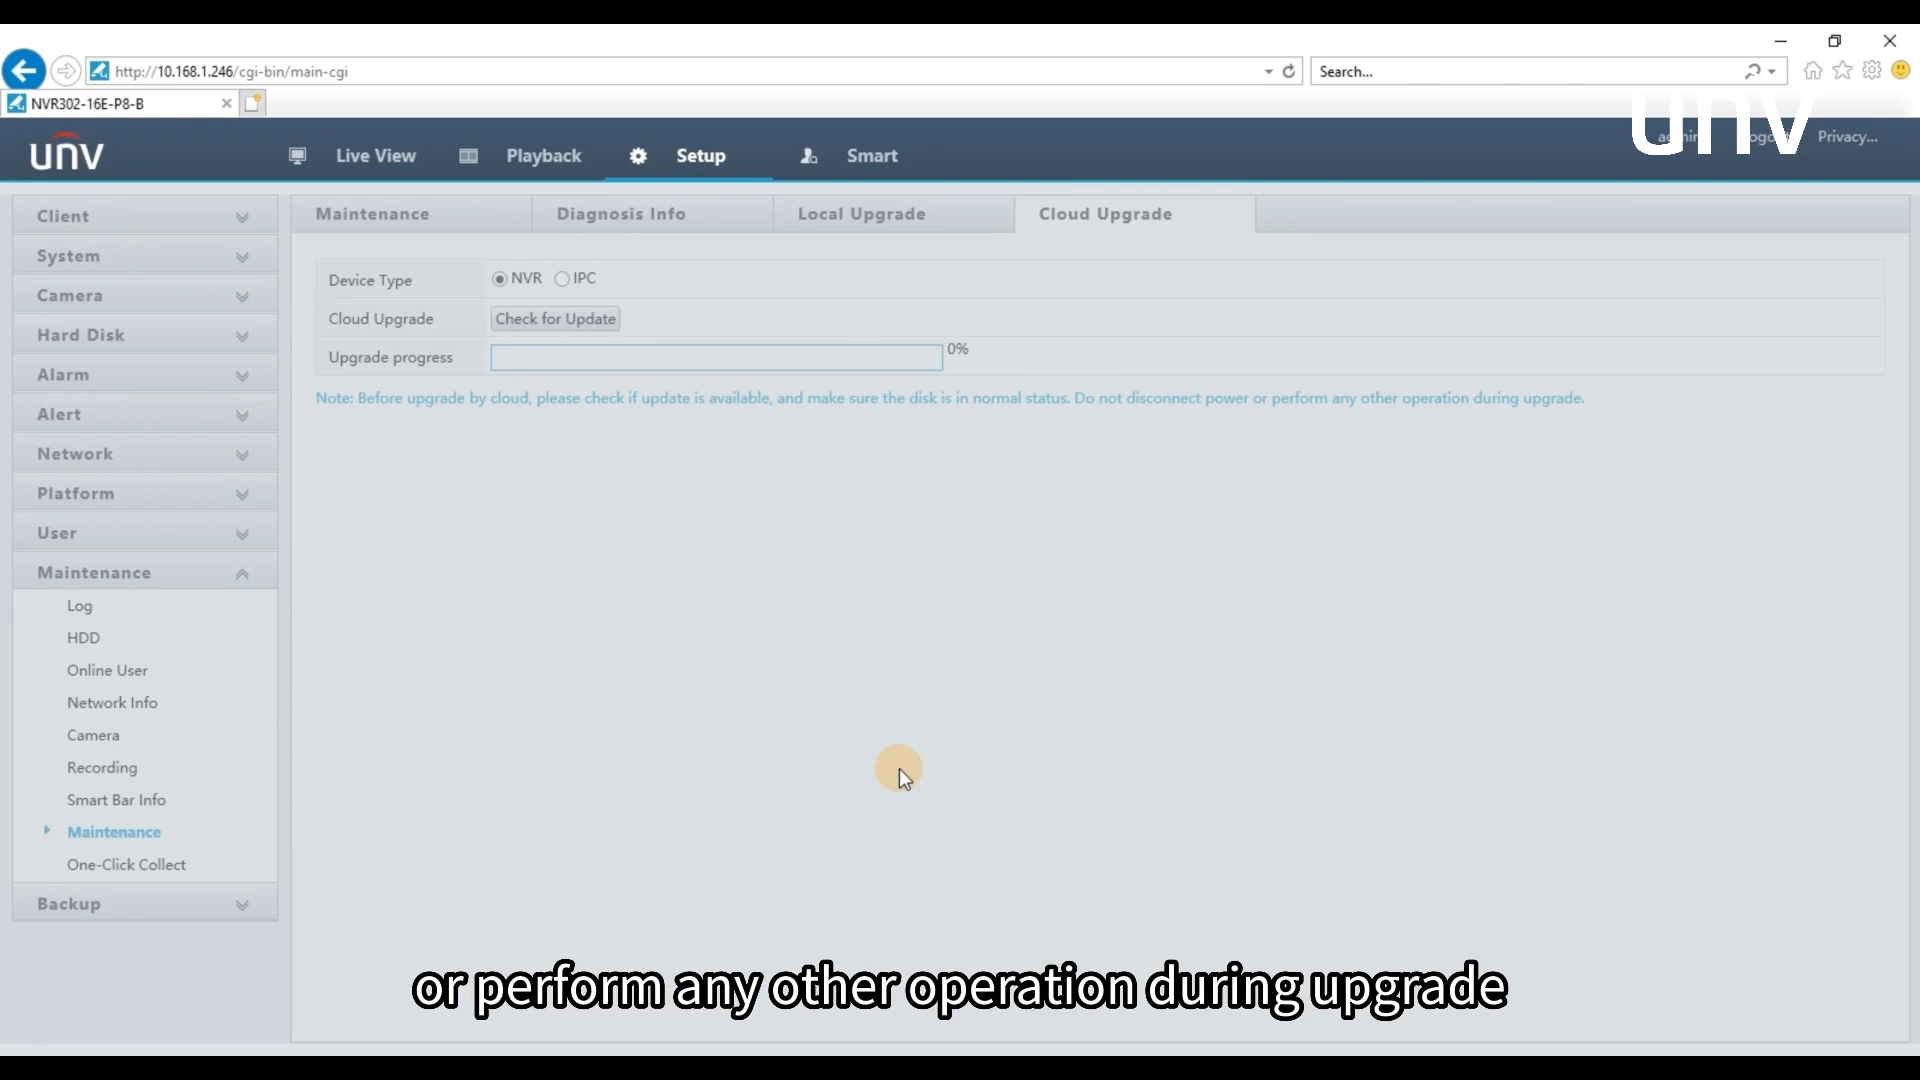 http://10.168.1.246/cgi-bin/main-cgi
Search...
NVR302-16E-P8-B
unv
Live View
Playback
Setup
Smart
unv
Privacy...
Client
System
Camera
Hard Disk
Alarm
Alert
Network
Platform
User
Maintenance
Log
HDD
Online User
Network Info
Camera
Recording
Smart Bar Info
Maintenance
One-Click Collect
Backup
Maintenance
Diagnosis Info
Local Upgrade
Cloud Upgrade
Device Type
NVR
IPC
Cloud Upgrade
Check for Update
Upgrade progress
0%
Note: Before upgrade by cloud, please check if update is available, and make sure the disk is in normal status. Do not disconnect power or perform any other operation during upgrade.
or perform any other operation during upgrade